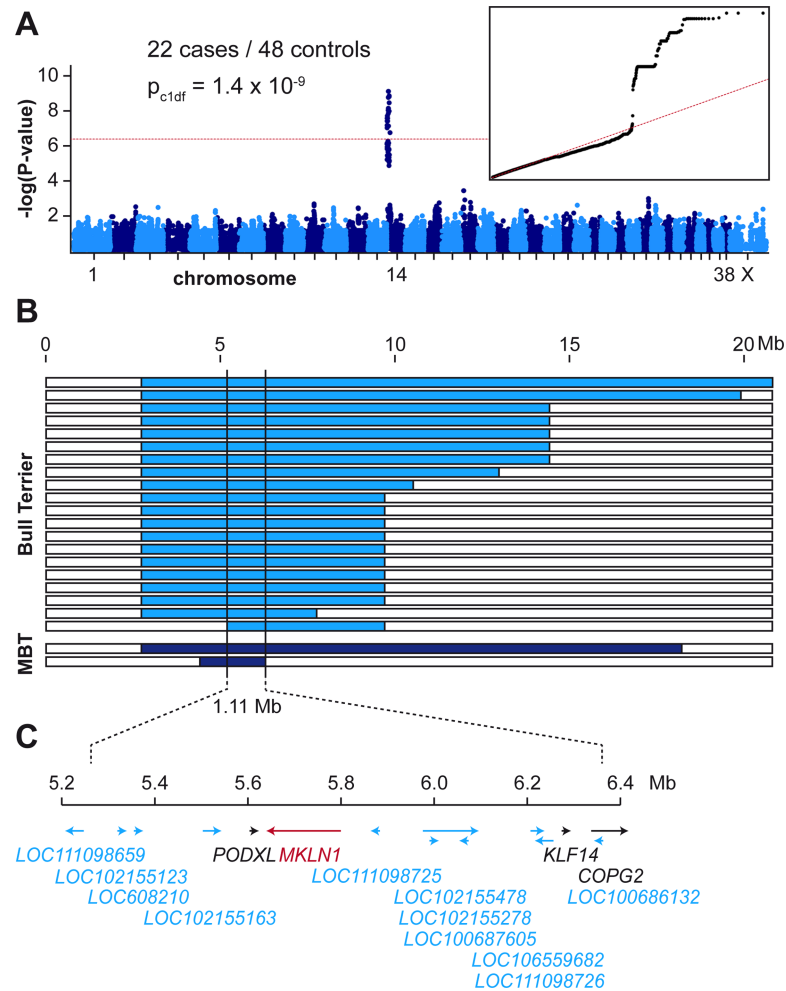 A
22 cases / 48 controls
p_c1df = 1.4 x 10^-9
-log(P-value)
10
8
6
4
2
1
chromosome
14
38 X
B
0 5 10 15 20 Mb
Bull Terrier
MBT
1.11 Mb
C
5.2 5.4 5.6 5.8 6.0 6.2 6.4 Mb
PODXL MKLN1 KLF14
LOC111098659
COPG2
LOC102155123 LOC111098725
LOC608210 LOC102155478 LOC100686132
LOC102155163 LOC102155278
LOC100687605
LOC106559682
LOC111098726